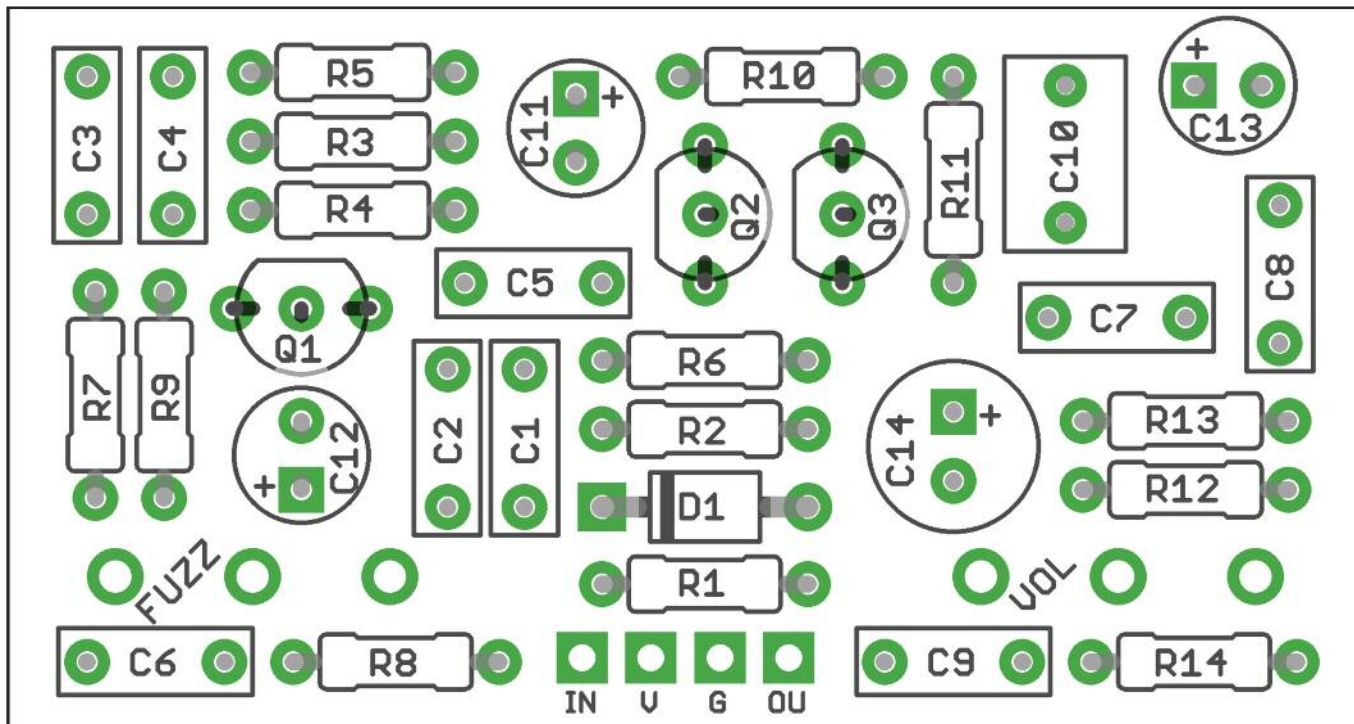 R5
R10
+
C13
C3
C4
C11
+
R3
R4
R11
C10
Q2
Q3
C5
C8
C7
Q1
R7
R9
R6
R2
C2
C1
C12
+
C14
+
R13
R12
D1
R1
FUZZ
VOL
C6
R8
C9
R14
IN V G OU